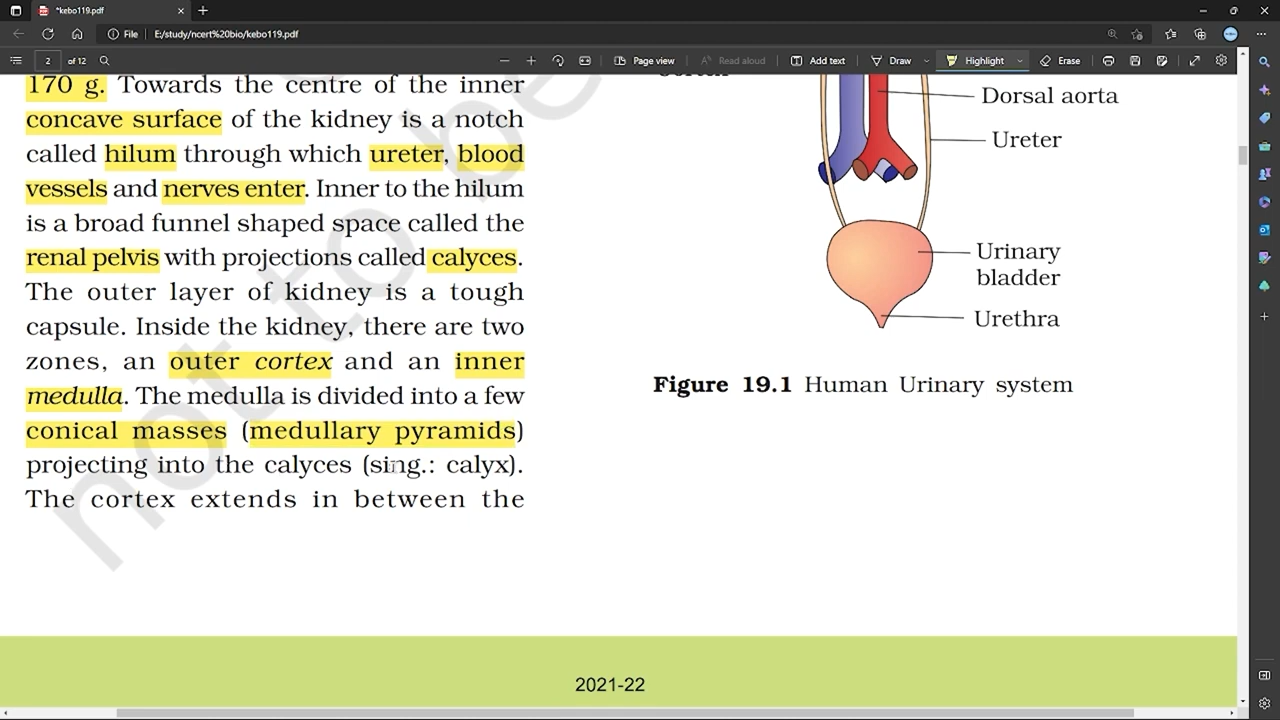 *kebo119.pdf
File
E:/study/ncert%20bio/kebo119.pdf
2 of 12
Page view
Read aloud
Add text
Draw
Highlight
Erase
170 g. Towards the centre of the inner
concave surface of the kidney is a notch
called hilum through which ureter, blood
vessels and nerves enter. Inner to the hilum
is a broad funnel shaped space called the
renal pelvis with projections called calyces.
The outer layer of kidney is a tough
capsule. Inside the kidney, there are two
zones, an outer cortex and an inner
medulla. The medulla is divided into a few
conical masses (medullary pyramids)
projecting into the calyces (sing.: calyx).
The cortex extends in between the
Dorsal aorta
Ureter
Urinary
bladder
Urethra
Figure 19.1 Human Urinary system
not to be
2021-22